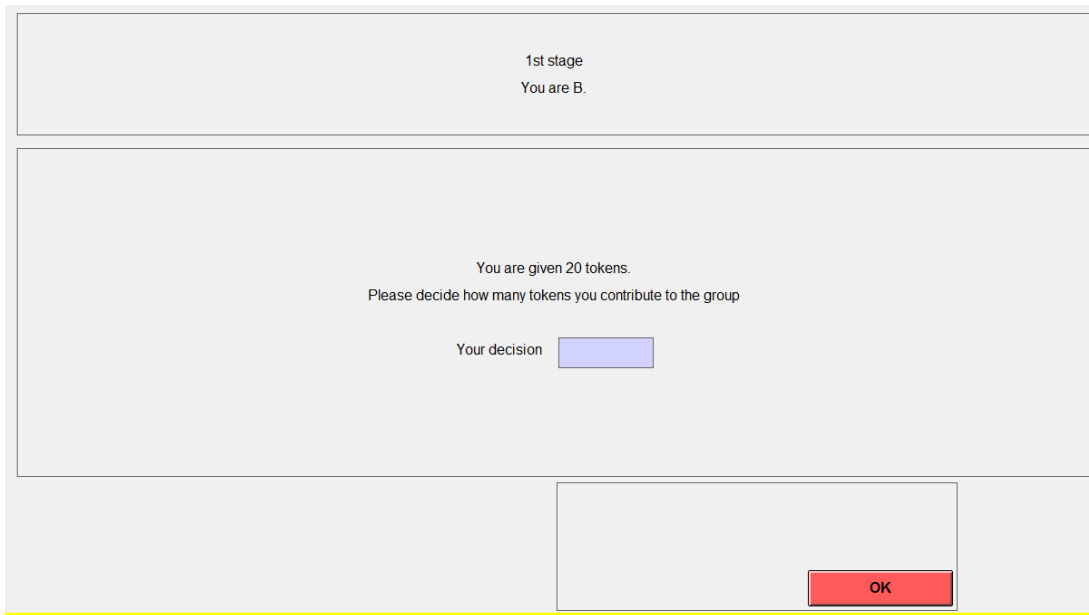 1st stage
You are B.
You are given 20 tokens.
Please decide how many tokens you contribute to the group
Your decision
OK